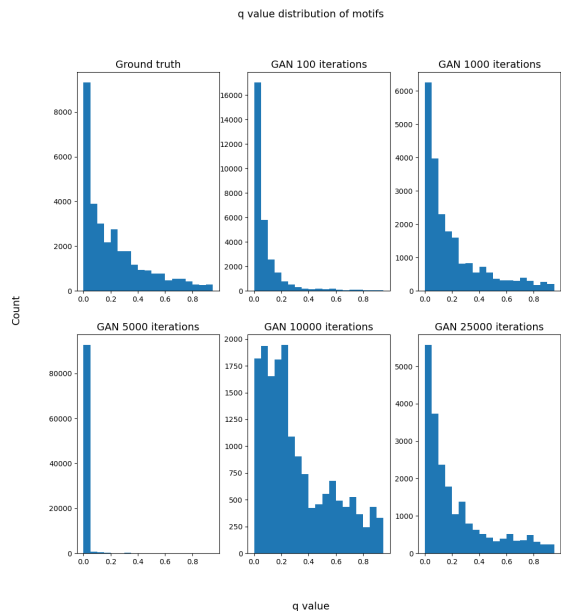 q value distribution of motifs
Ground truth
GAN 100 iterations
GAN 1000 iterations
8000
6000
4000
2000
0
0.0 0.2 0.4 0.6 0.8
16000
14000
12000
10000
8000
6000
4000
2000
0
0.0 0.2 0.4 0.6 0.8
6000
5000
4000
3000
2000
1000
0
0.0 0.2 0.4 0.6 0.8
Count
GAN 5000 iterations
GAN 10000 iterations
GAN 25000 iterations
80000
60000
40000
20000
0
0.0 0.2 0.4 0.6 0.8
2000
1750
1500
1250
1000
750
500
250
0
0.0 0.2 0.4 0.6 0.8
5000
4000
3000
2000
1000
0
0.0 0.2 0.4 0.6 0.8
q value